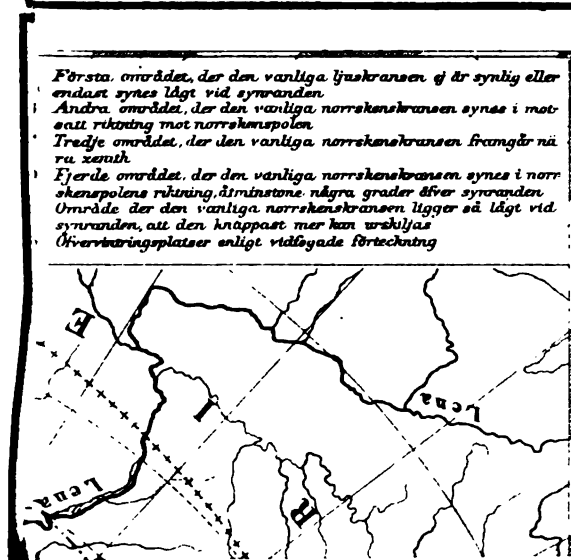 Första området, der den vanliga ljuskransen ej är synlig eller
endast synes lågt vid synranden
Andra området, der den vanliga norrskenskransen synes i mot-
satt riktning mot norrskenspolen
Tredje området, der den vanliga norrskenskransen framgår nä
ra zenith
Fjerde området, der den vanliga norrskenskransen synes i norr
skenspolens riktning, åtminstone några grader öfver synranden
Område der den vanliga norrskenskransen ligger så lågt vid
synranden, att den knappast mer kan urskiljas
Öfvervintringsplatser enligt vidfogade förteckning
E
I
Lena
Lena
R